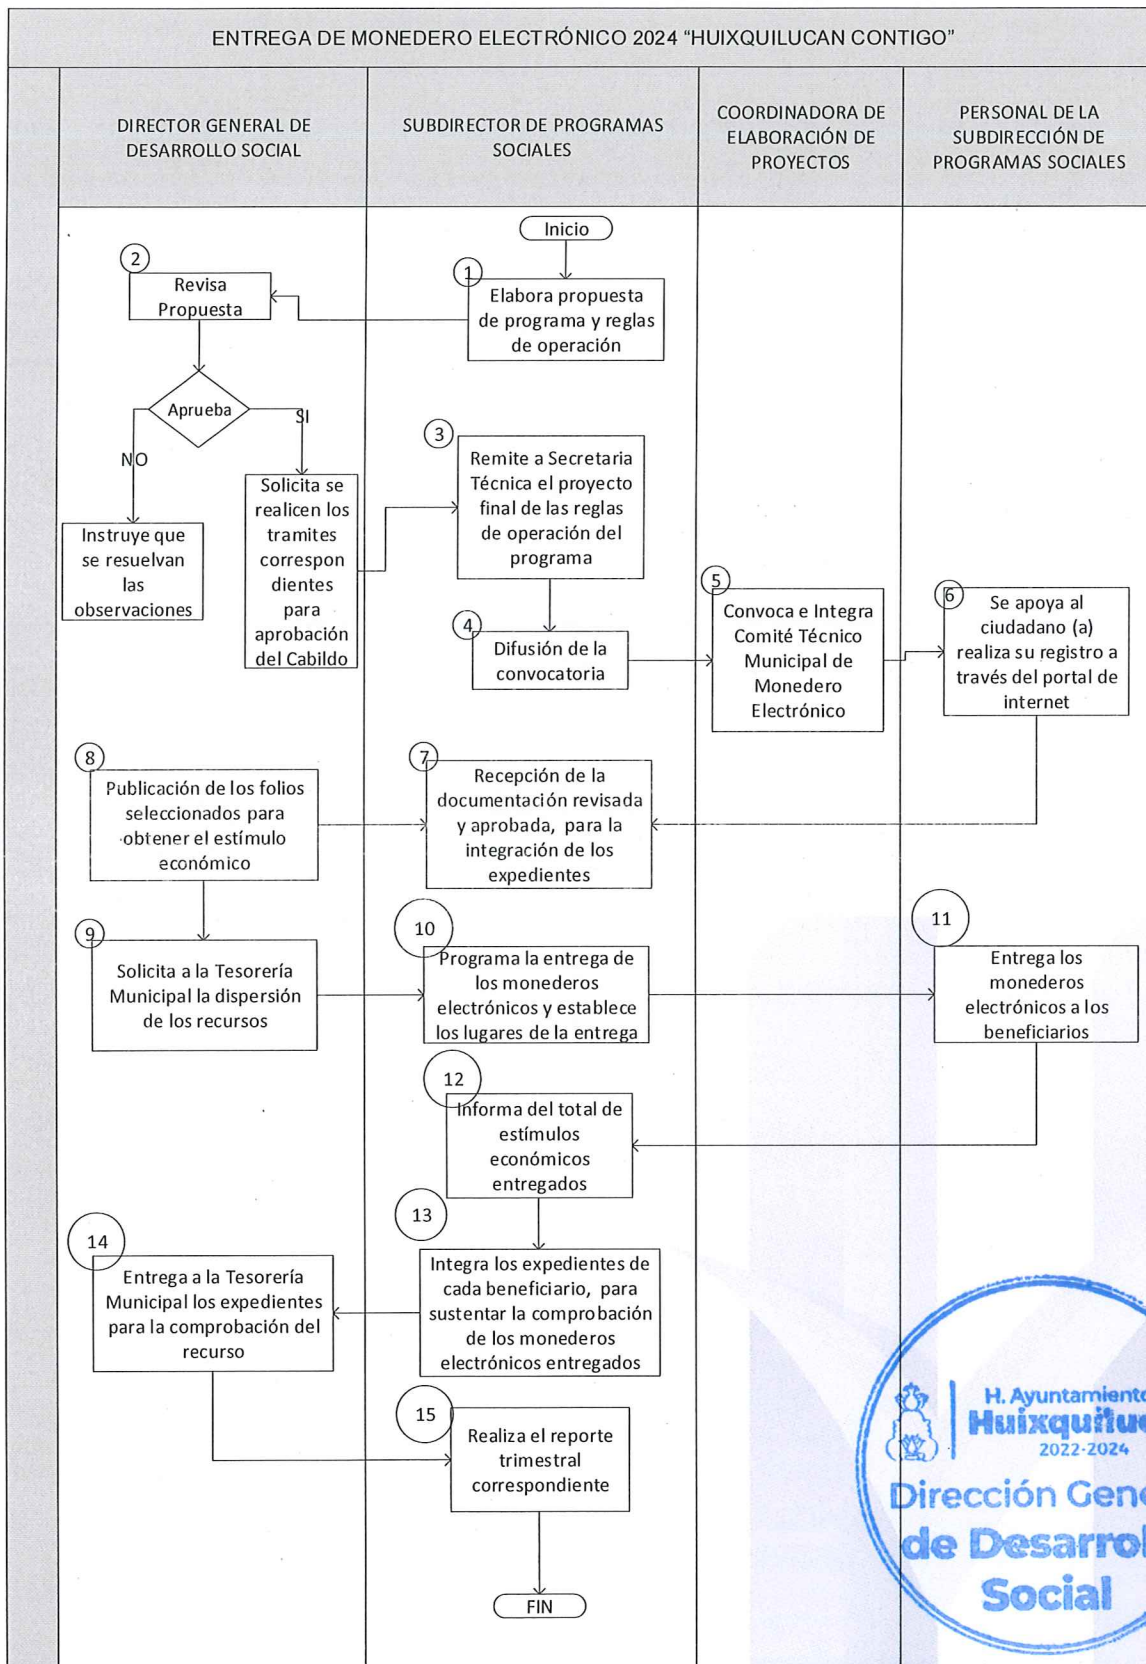 ENTREGA DE MONEDERO ELECTRÓNICO 2024 “HUIXQUILUCAN CONTIGO”
DIRECTOR GENERAL DE
DESARROLLO SOCIAL
SUBDIRECTOR DE PROGRAMAS
SOCIALES
COORDINADORA DE
ELABORACIÓN DE
PROYECTOS
PERSONAL DE LA
SUBDIRECCIÓN DE
PROGRAMAS SOCIALES
Inicio
1
Elabora propuesta
de programa y reglas
de operación
2
Revisa
Propuesta
Aprueba
SI
NO
Instruye que
se resuelvan
las
observaciones
Solicita se
realicen los
tramites
correspon
dientes
para
aprobación
del Cabildo
3
Remite a Secretaria
Técnica el proyecto
final de las reglas
de operación del
programa
4
Difusión de la
convocatoria
5
Convoca e Integra
Comité Técnico
Municipal de
Monedero
Electrónico
6
Se apoya al
ciudadano (a)
realiza su registro a
través del portal de
internet
7
Recepción de la
documentación revisada
y aprobada, para la
integración de los
expedientes
8
Publicación de los folios
seleccionados para
obtener el estímulo
económico
9
Solicita a la Tesorería
Municipal la dispersión
de los recursos
10
Programa la entrega de
los monederos
electrónicos y establece
los lugares de la entrega
11
Entrega los
monederos
electrónicos a los
beneficiarios
12
Informa del total de
estímulos
económicos
entregados
13
Integra los expedientes de
cada beneficiario, para
sustentar la comprobación
de los monederos
electrónicos entregados
14
Entrega a la Tesorería
Municipal los expedientes
para la comprobación del
recurso
15
Realiza el reporte
trimestral
correspondiente
FIN
H. Ayuntamiento
Huixquiluc
2022-2024
Dirección Gene
de Desarrol
Social